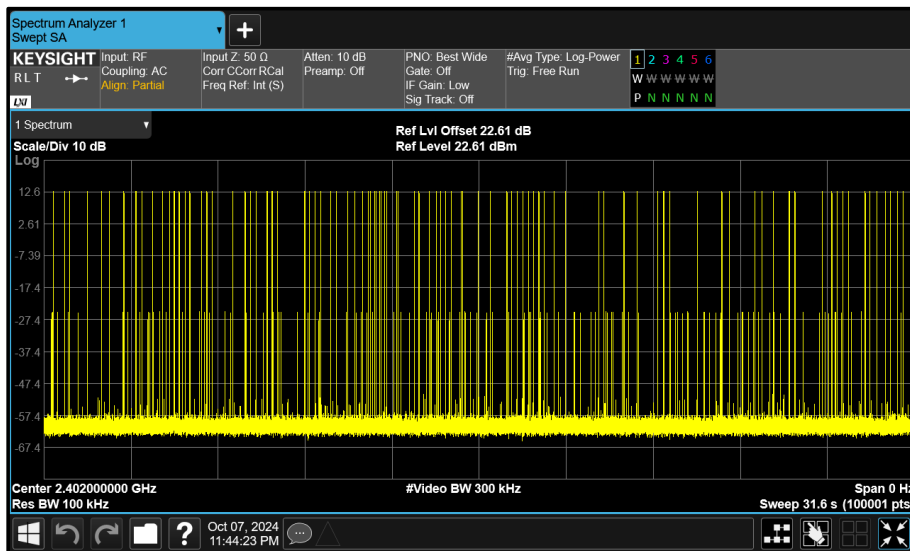 Spectrum Analyzer 1
Swept SA
+
KEYSIGHT
R L T
LXI
Input: RF
Coupling: AC
Align: Partial
Input Z: 50 Ω
Corr CCorr RCal
Freq Ref: Int (S)
Atten: 10 dB
Preamp: Off
PNO: Best Wide
Gate: Off
IF Gain: Low
Sig Track: Off
#Avg Type: Log-Power
Trig: Free Run
1 2 3 4 5 6
W W W W W W
P N N N N N
1 Spectrum
Scale/Div 10 dB
Ref Lvl Offset 22.61 dB
Ref Level 22.61 dBm
Log
12.6
2.61
-7.39
-17.4
-27.4
-37.4
-47.4
-57.4
-67.4
Center 2.402000000 GHz
#Video BW 300 kHz
Span 0 Hz
Res BW 100 kHz
Sweep 31.6 s (100001 pts
?
Oct 07, 2024
11:44:23 PM